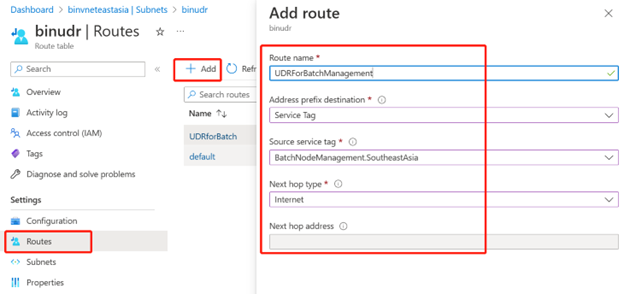 Dashboard > binvneteastasia | Subnets > binudr
binudr | Routes
Route table
Search
Overview
Activity log
Access control (IAM)
Tags
Diagnose and solve problems
Settings
Configuration
Routes
Subnets
Properties
Add
Refr
Search routes
Name
UDRforBatch
default
Add route
binudr
Route name *
UDRForBatchManagement
Address prefix destination *
Service Tag
Source service tag *
BatchNodeManagement.SoutheastAsia
Next hop type *
Internet
Next hop address